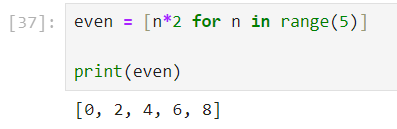 [37]: even = [n*2 for n in range(5)]
print(even)
[0, 2, 4, 6, 8]